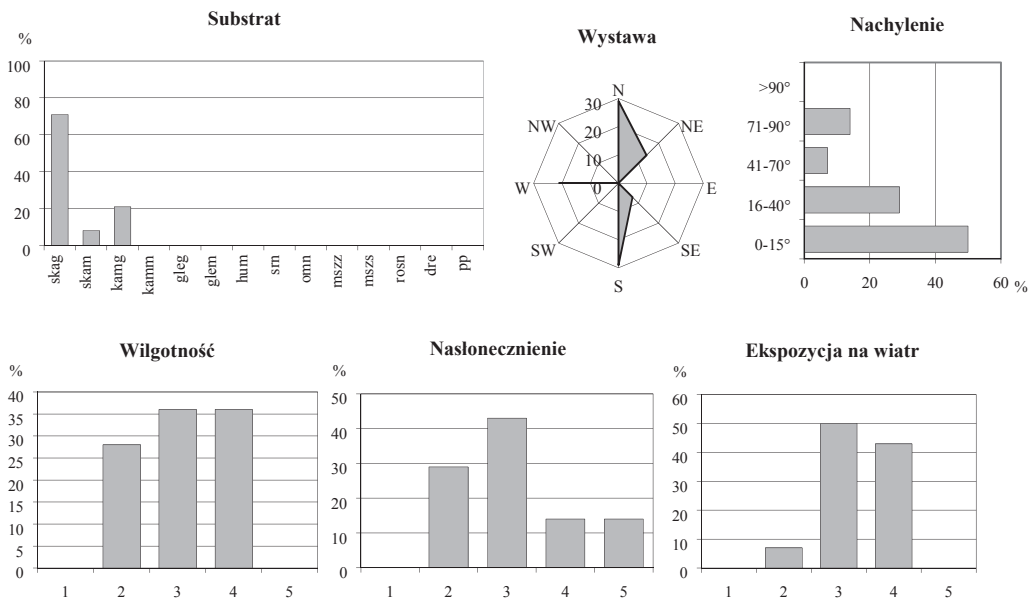 Substrat
%
100
80
60
40
20
0
skag
skam
kamg
kamm
gleg
glem
hum
srn
omn
mszz
mszs
rosn
dre
pp
Wystawa
N
NE
E
SE
S
SW
W
NW
30
20
10
0
Nachylenie
>90°
71-90°
41-70°
16-40°
0-15°
0 20 40 60 %
Wilgotność
%
40
35
30
25
20
15
10
5
0
1 2 3 4 5
Nasłonecznienie
%
50
40
30
20
10
0
1 2 3 4 5
Ekspozycja na wiatr
%
60
50
40
30
20
10
0
1 2 3 4 5